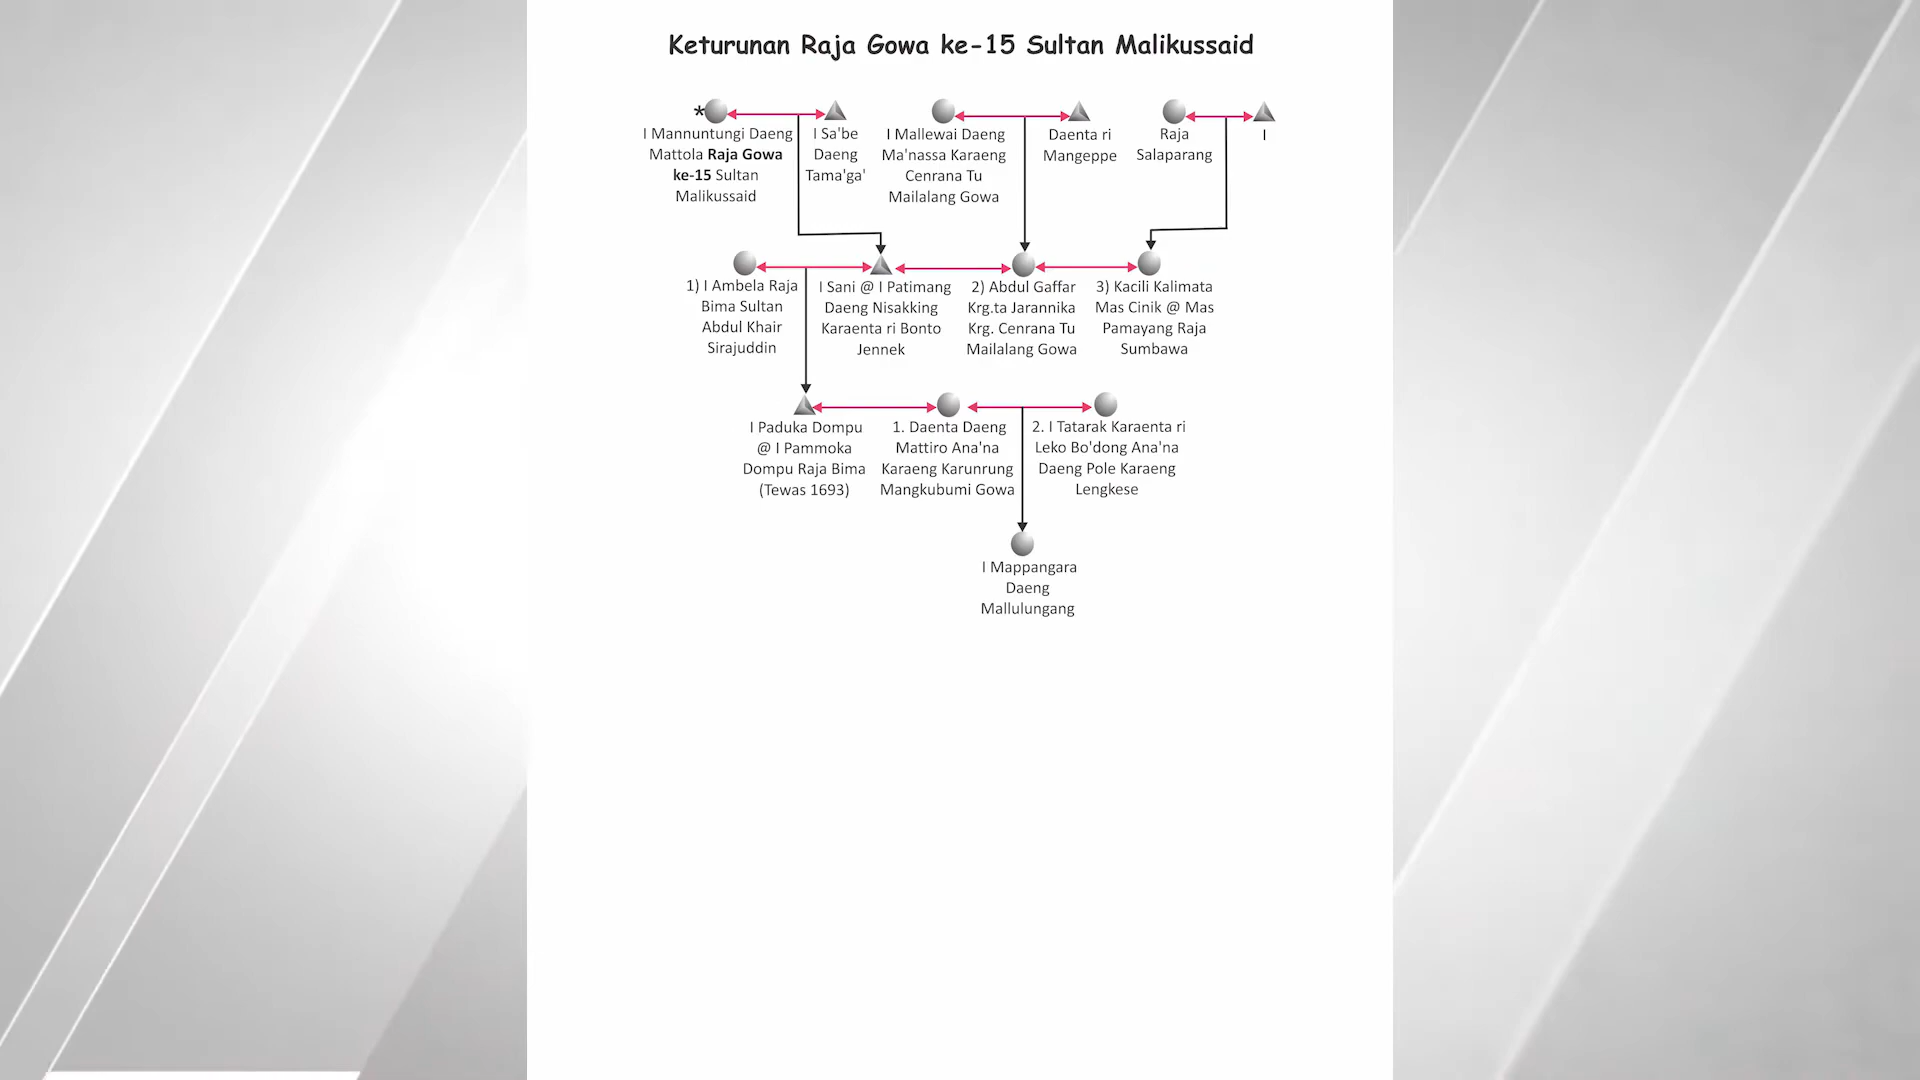 Keturunan Raja Gowa ke-15 Sultan Malikussaid
*
I Mannuntungi Daeng
Mattola Raja Gowa
ke-15 Sultan
Malikussaid
I Sa'be
Daeng
Tama'ga'
I Mallewai Daeng
Ma'nassa Karaeng
Cenrana Tu
Mailalang Gowa
Daenta ri
Mangeppe
Raja
Salaparang
I
1) I Ambela Raja
Bima Sultan
Abdul Khair
Sirajuddin
I Sani @ I Patimang
Daeng Nisakking
Karaenta ri Bonto
Jennek
2) Abdul Gaffar
Krg.ta Jarannika
Krg. Cenrana Tu
Mailalang Gowa
3) Kacili Kalimata
Mas Cinik @ Mas
Pamayang Raja
Sumbawa
I Paduka Dompu
@ I Pammoka
Dompu Raja Bima
(Tewas 1693)
1. Daenta Daeng
Mattiro Ana'na
Karaeng Karunrung
Mangkubumi Gowa
2. I Tatarak Karaenta ri
Leko Bo'dong Ana'na
Daeng Pole Karaeng
Lengkese
I Mappangara
Daeng
Mallulungang